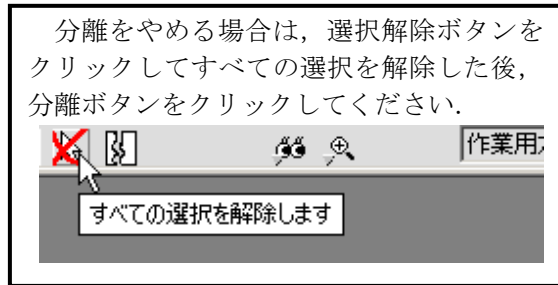 分離をやめる場合は，選択解除ボタンを
クリックしてすべての選択を解除した後，
分離ボタンをクリックしてください．
作業用
すべての選択を解除します